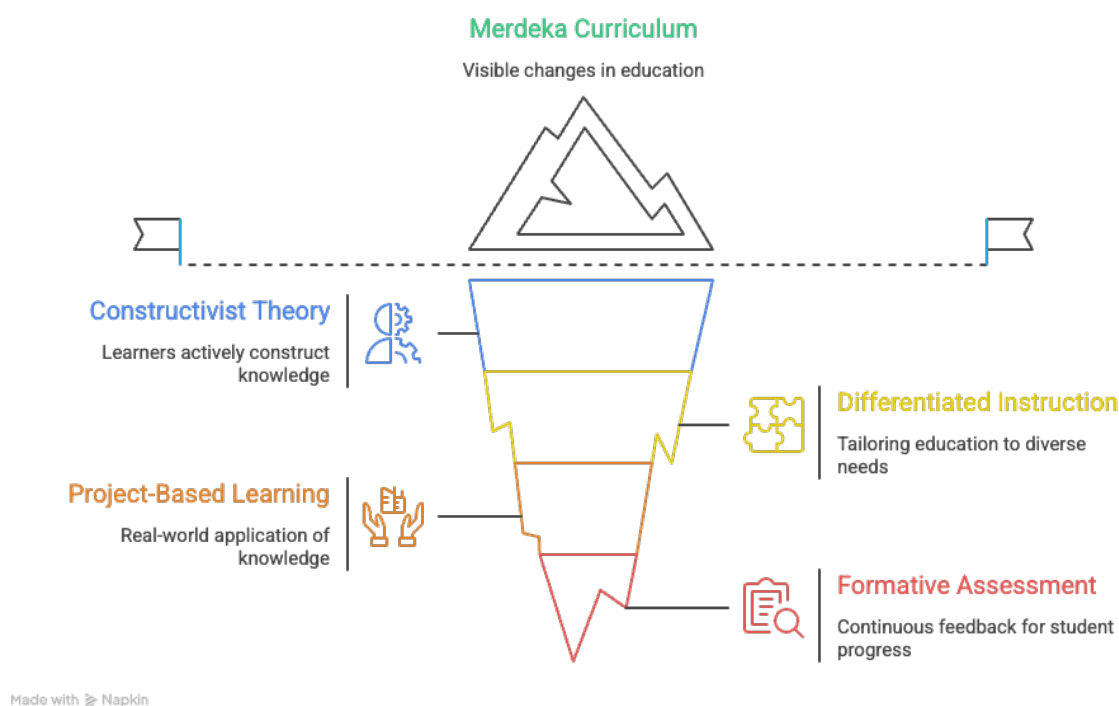 Merdeka Curriculum
Visible changes in education
Constructivist Theory
Learners actively construct
knowledge
Differentiated Instruction
Tailoring education to diverse
needs
Project-Based Learning
Real-world application of
knowledge
Formative Assessment
Continuous feedback for student
progress
Made with Napkin